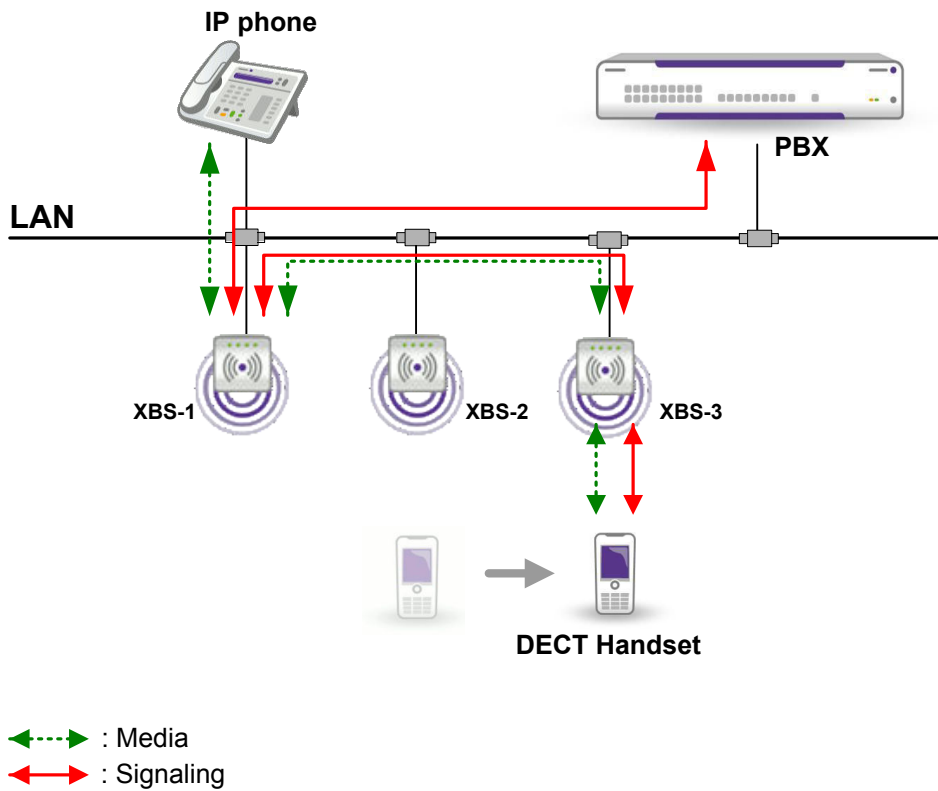 IP phone
PBX
LAN
XBS-1
XBS-2
XBS-3
DECT Handset
: Media
: Signaling